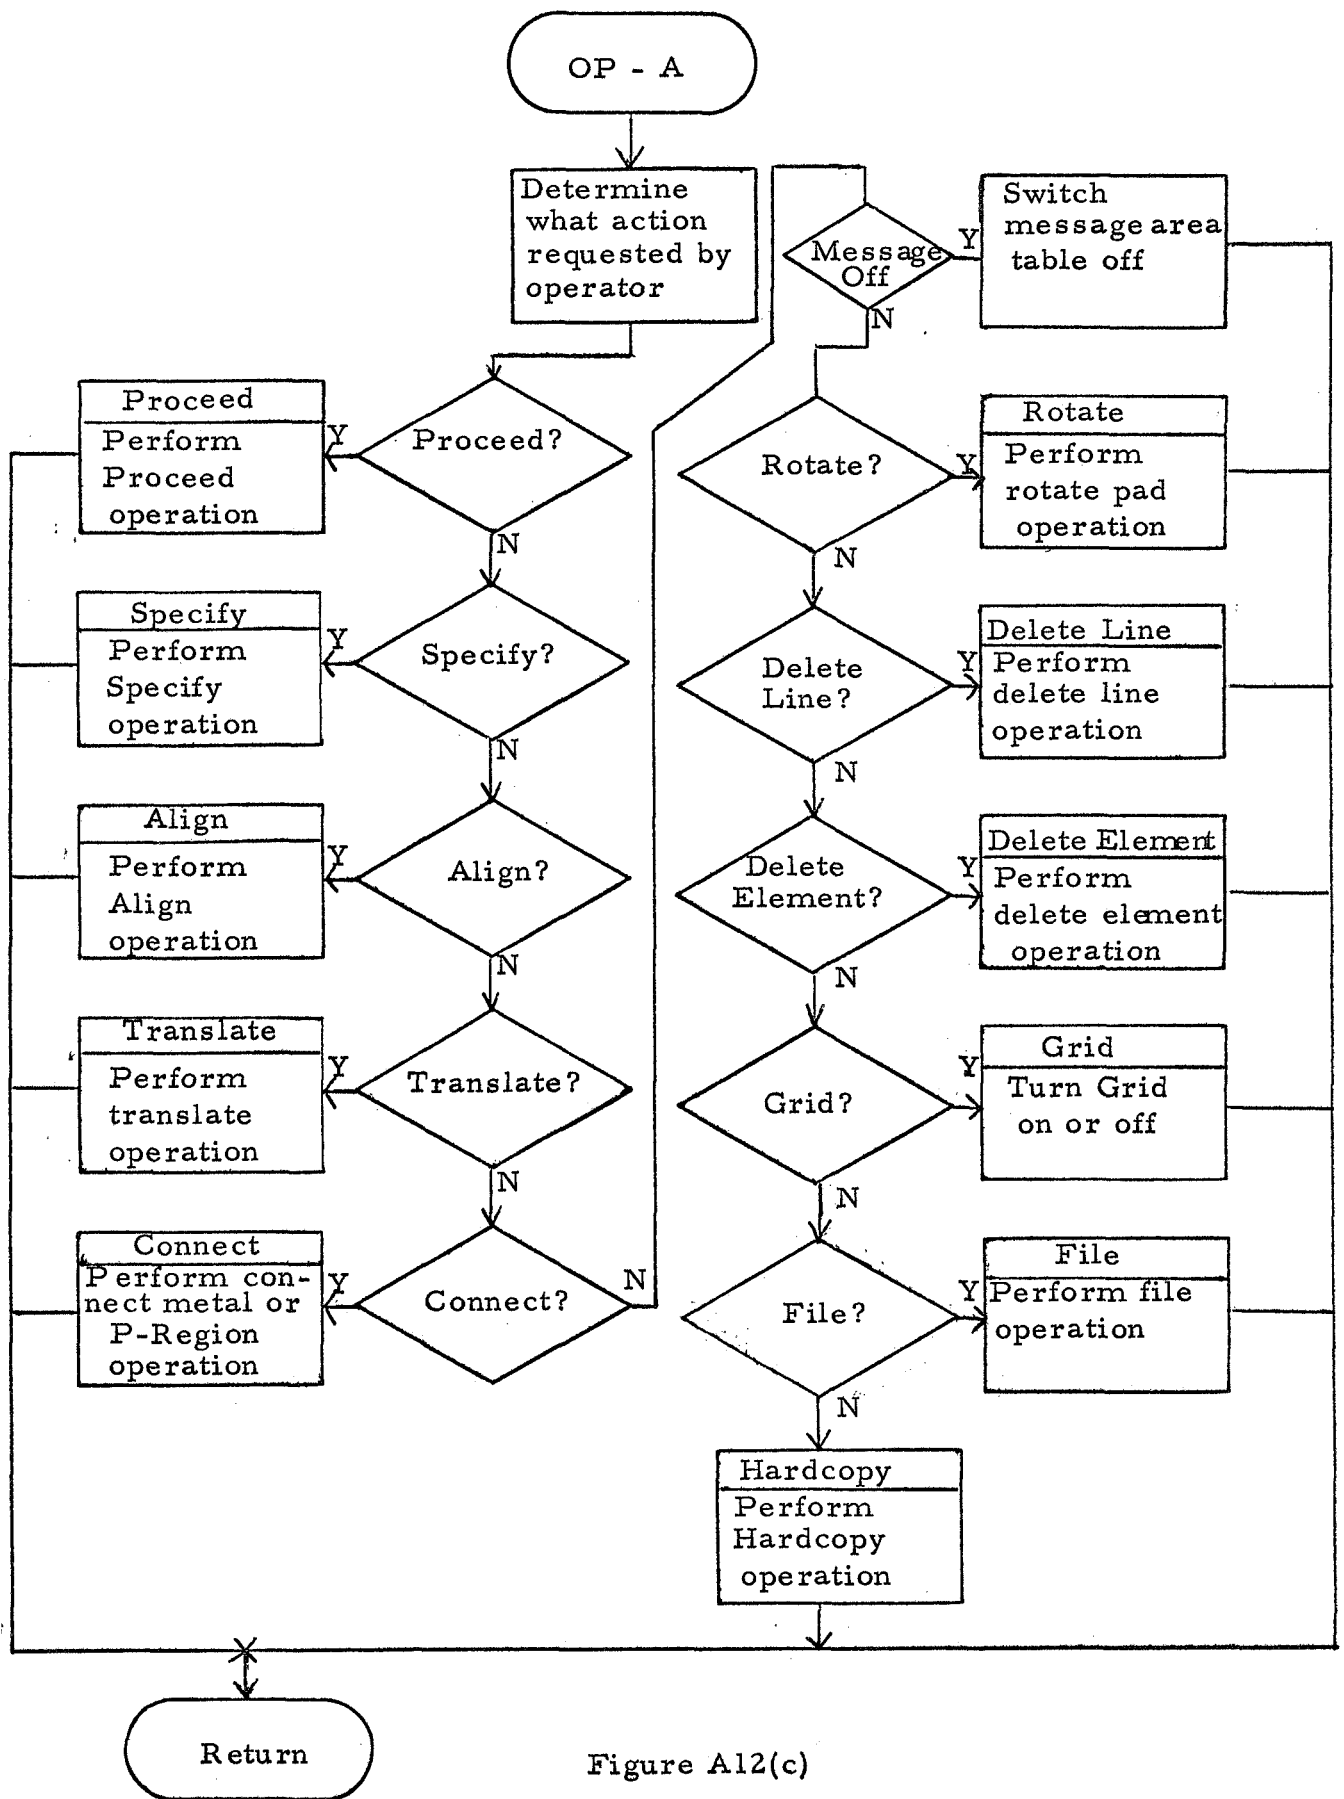 OP - A
Determine
what action
requested by
operator
Proceed?
Y
N
Proceed
Perform
Proceed
operation
Specify?
Y
N
Specify
Perform
Specify
operation
Align?
Y
N
Align
Perform
Align
operation
Translate?
Y
N
Translate
Perform
translate
operation
Connect?
Y
N
Connect
Perform con-
nect metal or
P-Region
operation
Message
Off
Y
N
Switch
message area
table off
Rotate?
Y
N
Rotate
Perform
rotate pad
operation
Delete
Line?
Y
N
Delete Line
Perform
delete line
operation
Delete
Element?
Y
N
Delete Element
Perform
delete element
operation
Grid?
Y
N
Grid
Turn Grid
on or off
File?
Y
N
File
Perform file
operation
Hardcopy
Perform
Hardcopy
operation
Return
Figure A12(c)